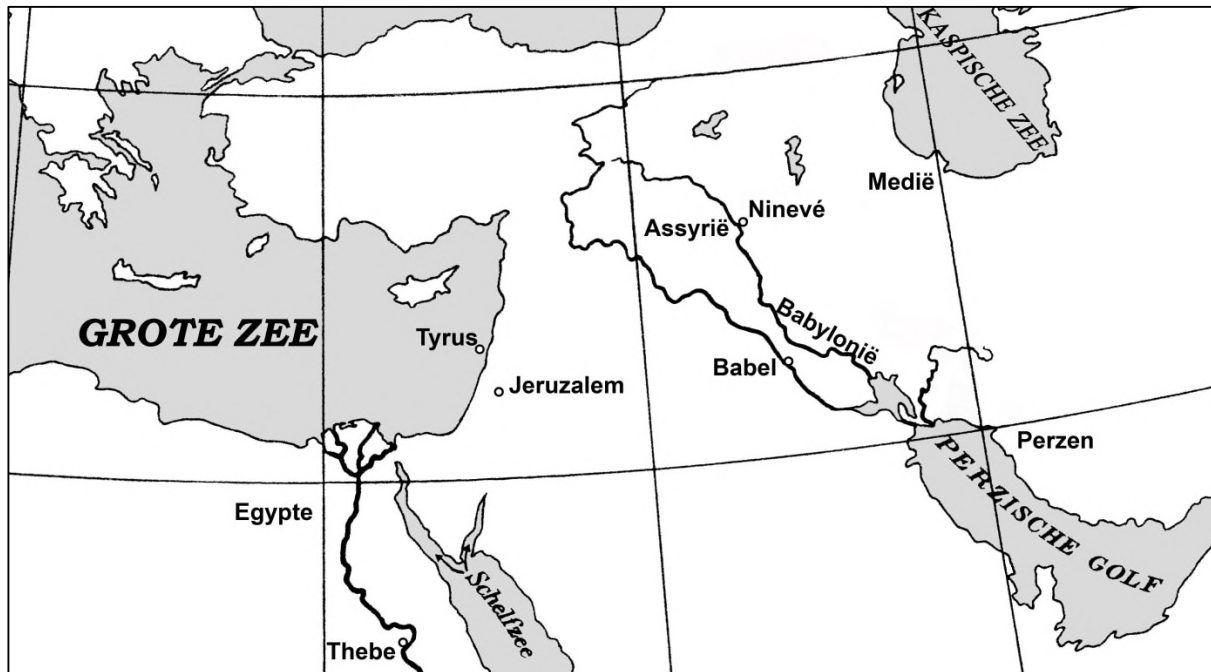 KASPISCHE ZEE
Medië
Ninevé
Assyrië
GROTE ZEE
Babylonië
Tyrus
Babel
Jeruzalem
Perzen
PERZISCHE GOLF
Egypte
Schelfzee
Thebe